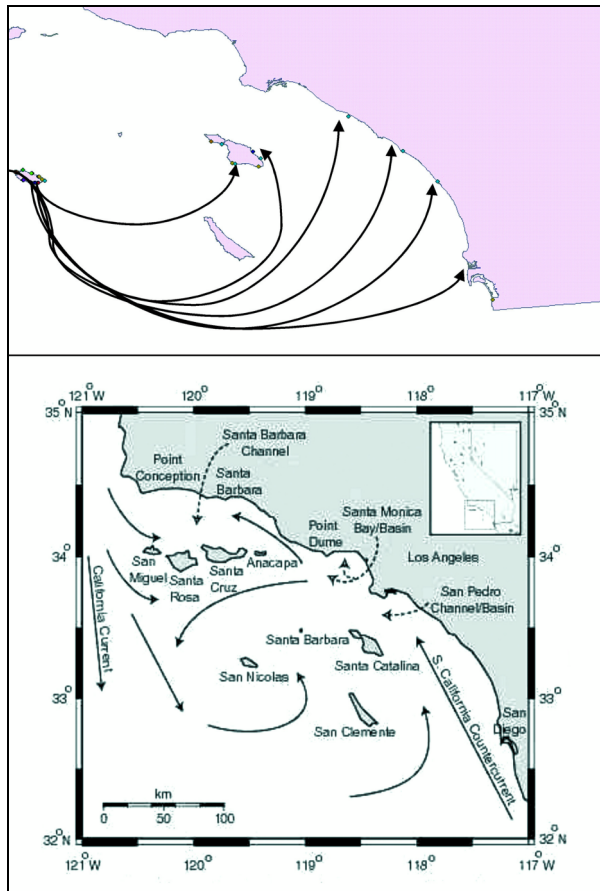 121° W
120°
119°
118°
117° W
35 N
35 N
Santa Barbara
Channel
Point
Conception
Santa
Barbara
Santa Monica
Bay/Basin
Point
Dume
Los Angeles
34°
34°
San
Miguel
Santa
Rosa
Santa
Cruz
Anacapa
San Pedro
Channel/Basin
California Current
Santa Barbara
Santa Catalina
San Nicolas
S. California Countercurrent
33°
33°
San Clemente
San
Diego
km
0 50 100
32° N
32° N
121° W
120°
119°
118°
117° W